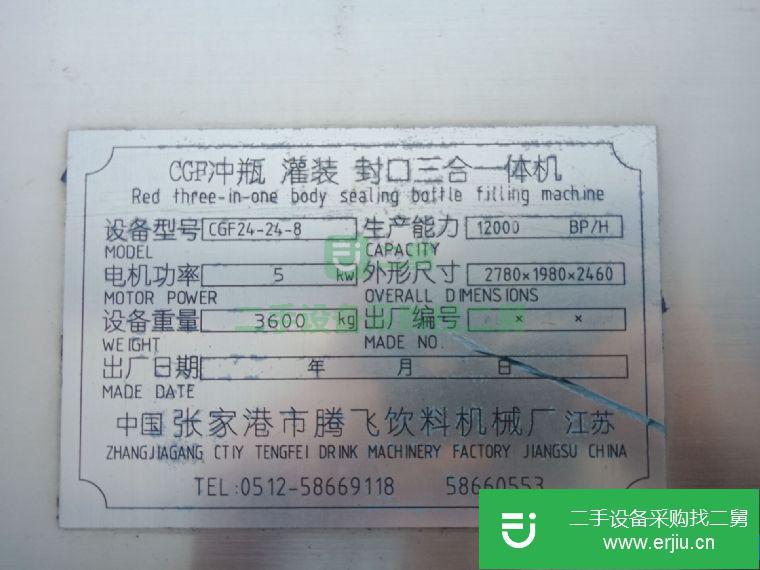 CGF冲瓶 灌装 封口三合一体机
Red three-in-one body sealing bottle filling machine
设备型号 CGF24-24-8 生产能力 12000 BP/H
MODEL CAPACITY
电机功率 5 kw 外形尺寸 2780×1980×2460
MOTOR POWER OVERALL DIMENSIONS
设备重量 3600 kg 出厂编号 × ×
WEIGHT MADE NO.
出厂日期 年 月 日
MADE DATE
中国 张家港市腾飞饮料机械厂 江苏
ZHANGJIAGANG CTIY TENGFEI DRINK MACHINERY FACTORY JIANGSU CHINA
TEL:0512-58669118 58660553
二手设备采购找二舅
www.erjiu.cn